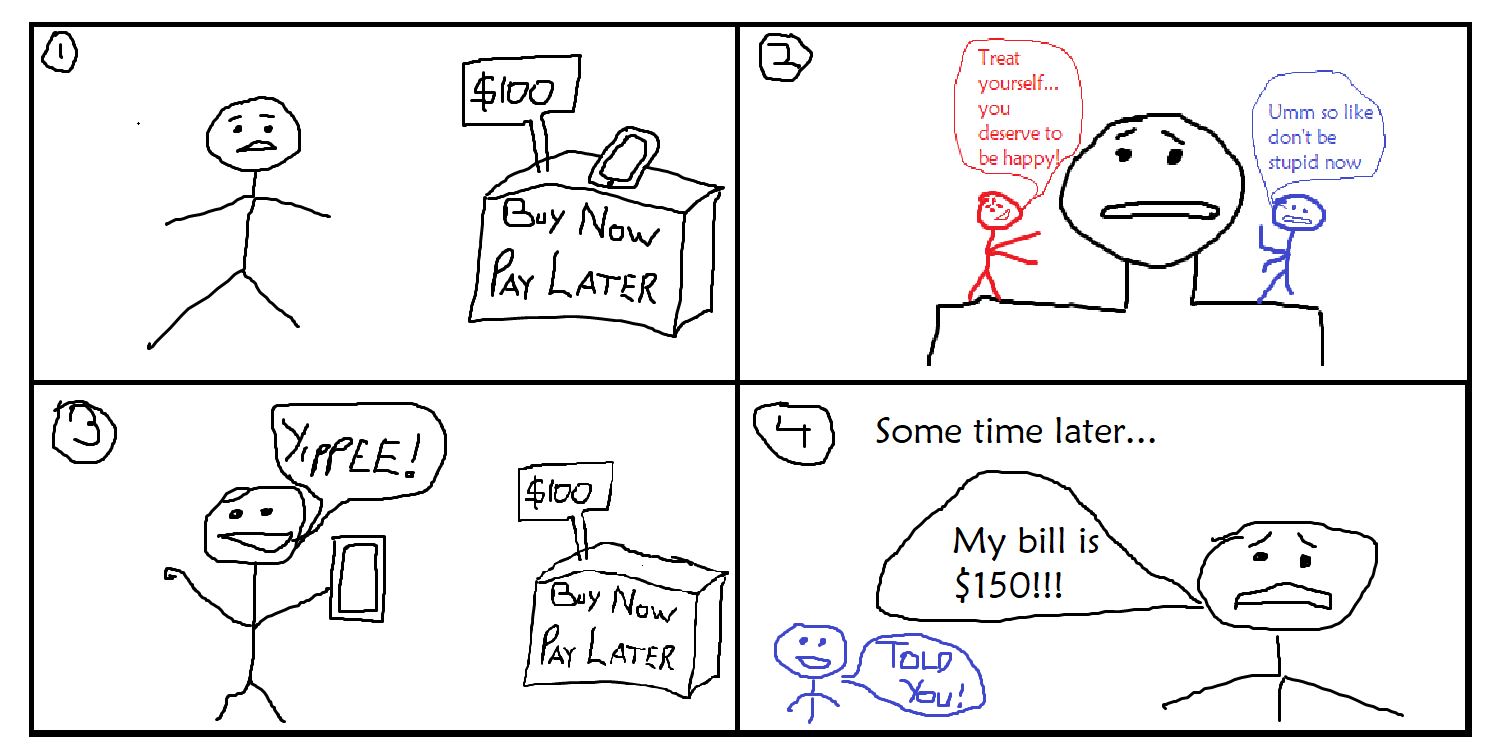 1
$100
Buy Now
Pay Later
2
Treat
yourself...
you
deserve to
be happy!
Umm so like
don't be
stupid now
3
Yippee!
$100
Buy Now
Pay Later
4
Some time later...
My bill is
$150!!!
Told
You!